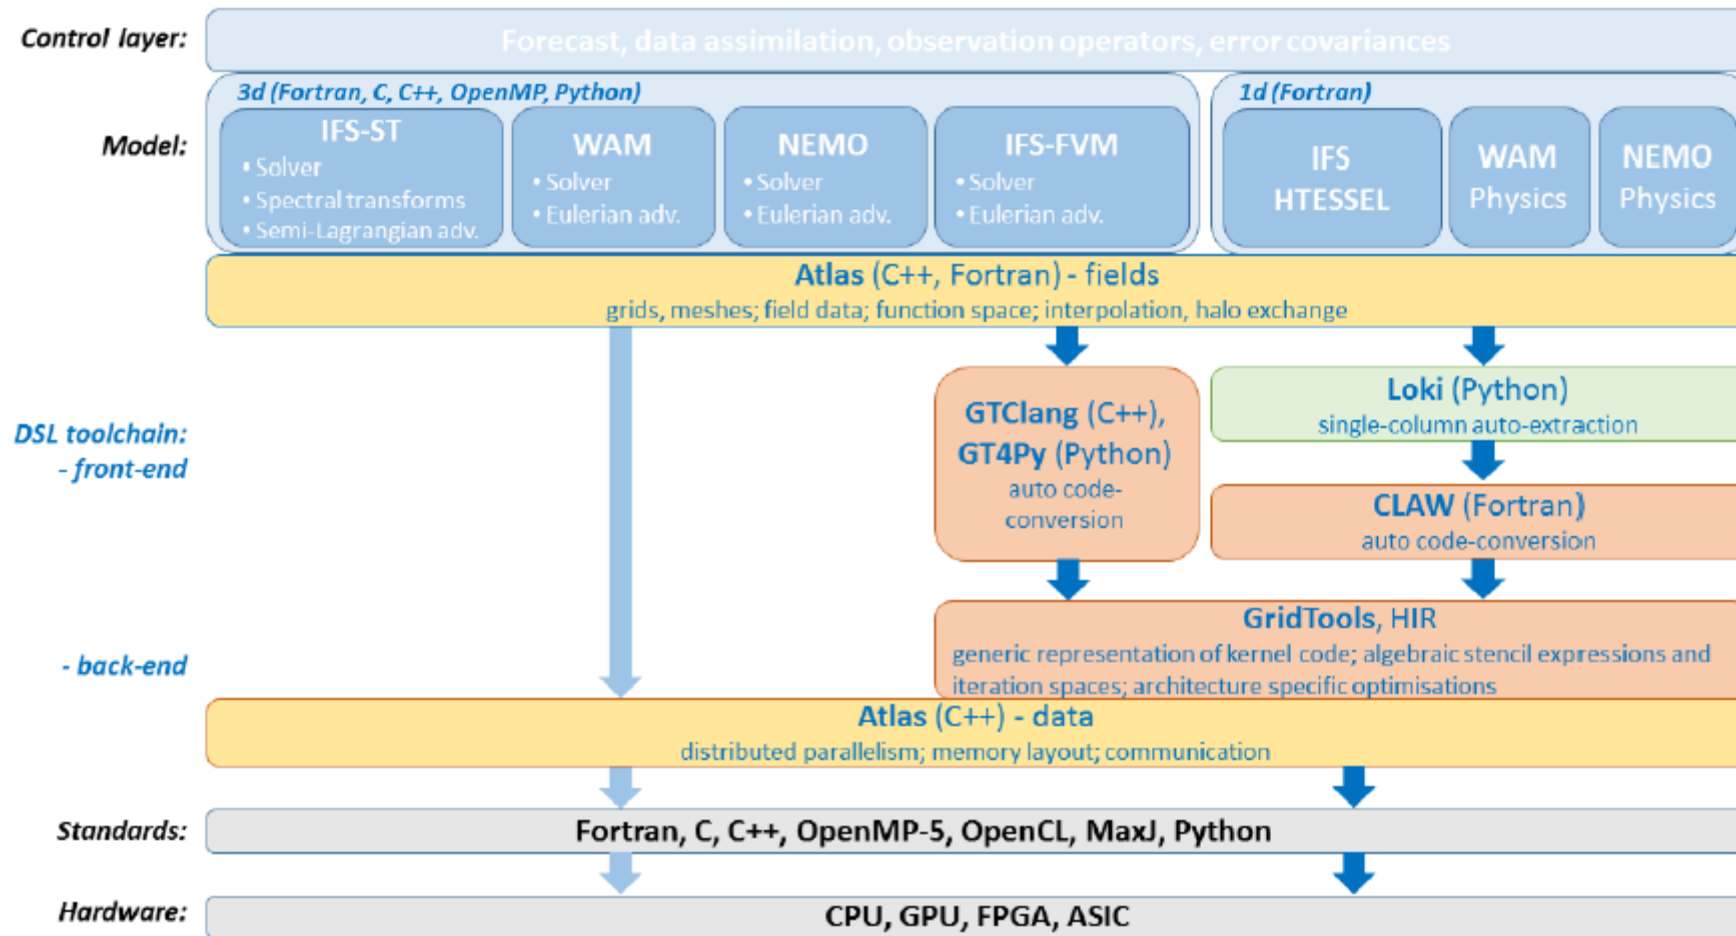 Control layer:
Forecast, data assimilation, observation operators, error covariances
3d (Fortran, C, C++, OpenMP, Python)
1d (Fortran)
Model:
IFS-ST
• Solver
• Spectral transforms
• Semi-Lagrangian adv.
WAM
• Solver
• Eulerian adv.
NEMO
• Solver
• Eulerian adv.
IFS-FVM
• Solver
• Eulerian adv.
IFS
HTESSEL
WAM
Physics
NEMO
Physics
Atlas (C++, Fortran) - fields
grids, meshes; field data; function space; interpolation, halo exchange
DSL toolchain:
- front-end
GTClang (C++),
GT4Py (Python)
auto code-
conversion
Loki (Python)
single-column auto-extraction
CLAW (Fortran)
auto code-conversion
- back-end
GridTools, HIR
generic representation of kernel code; algebraic stencil expressions and
iteration spaces; architecture specific optimisations
Atlas (C++) - data
distributed parallelism; memory layout; communication
Standards:
Fortran, C, C++, OpenMP-5, OpenCL, MaxJ, Python
Hardware:
CPU, GPU, FPGA, ASIC